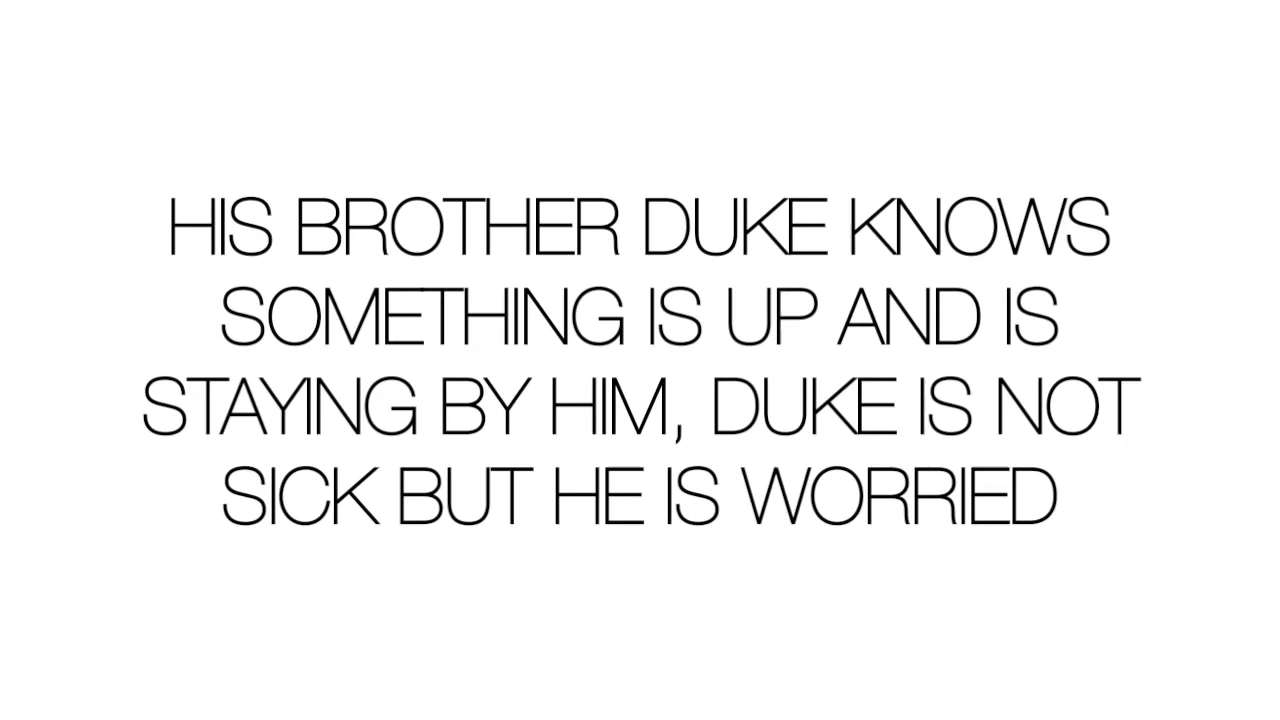 HIS BROTHER DUKE KNOWS
SOMETHING IS UP AND IS
STAYING BY HIM, DUKE IS NOT
SICK BUT HE IS WORRIED